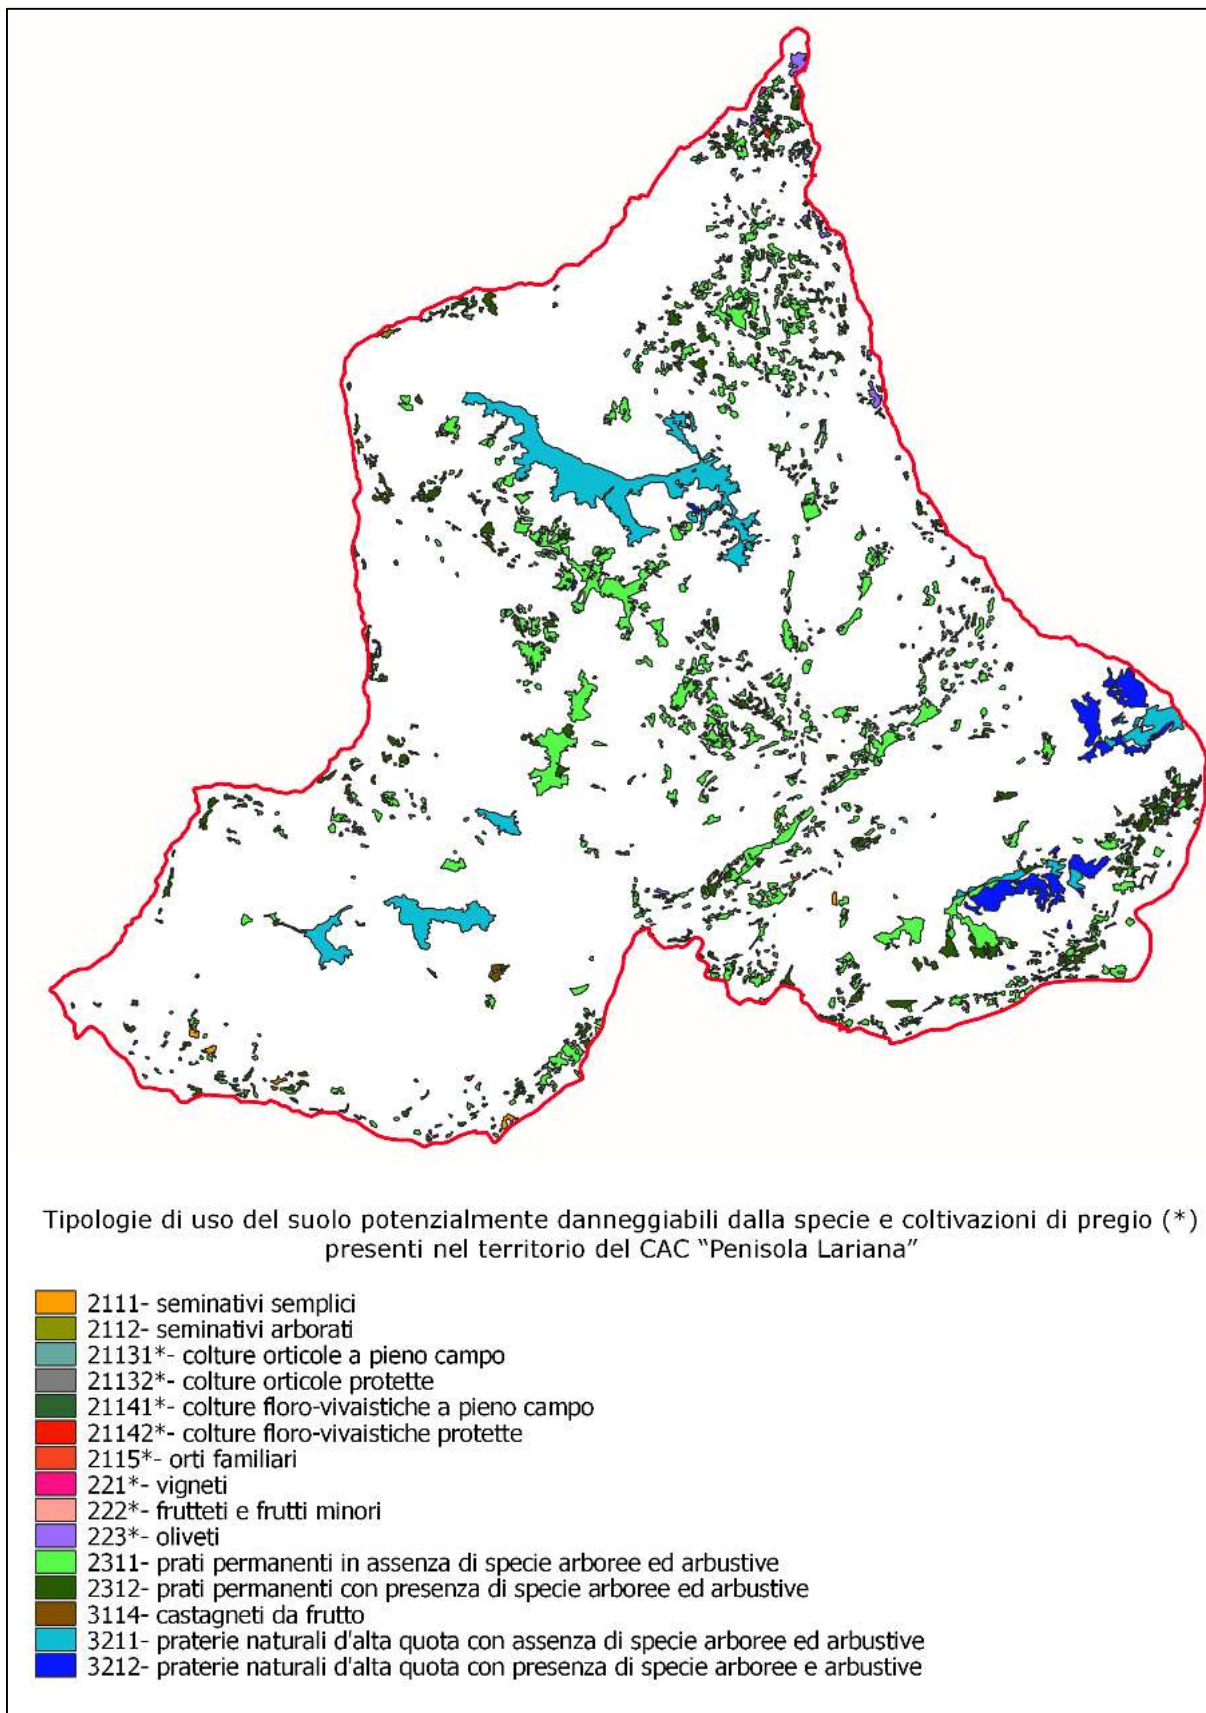 Tipologie di uso del suolo potenzialmente danneggiabili dalla specie e coltivazioni di pregio (*)
presenti nel territorio del CAC “Penisola Lariana”
2111- seminativi semplici
2112- seminativi arborati
21131*- colture orticole a pieno campo
21132*- colture orticole protette
21141*- colture floro-vivaistiche a pieno campo
21142*- colture floro-vivaistiche protette
2115*- orti familiari
221*- vigneti
222*- frutteti e frutti minori
223*- oliveti
2311- prati permanenti in assenza di specie arboree ed arbustive
2312- prati permanenti con presenza di specie arboree ed arbustive
3114- castagneti da frutto
3211- praterie naturali d'alta quota con assenza di specie arboree ed arbustive
3212- praterie naturali d'alta quota con presenza di specie arboree e arbustive